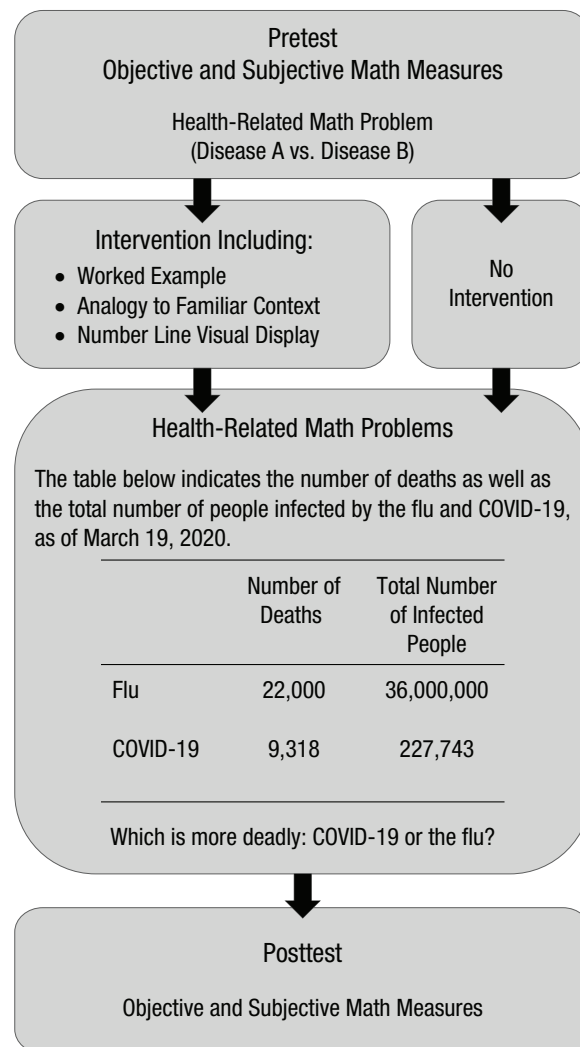 Pretest
Objective and Subjective Math Measures
Health-Related Math Problem
(Disease A vs. Disease B)
Intervention Including:
• Worked Example
• Analogy to Familiar Context
• Number Line Visual Display
No
Intervention
Health-Related Math Problems
The table below indicates the number of deaths as well as
the total number of people infected by the flu and COVID-19,
as of March 19, 2020.
Number of
Deaths
Total Number
of Infected
People
Flu 22,000 36,000,000
COVID-19 9,318 227,743
Which is more deadly: COVID-19 or the flu?
Posttest
Objective and Subjective Math Measures